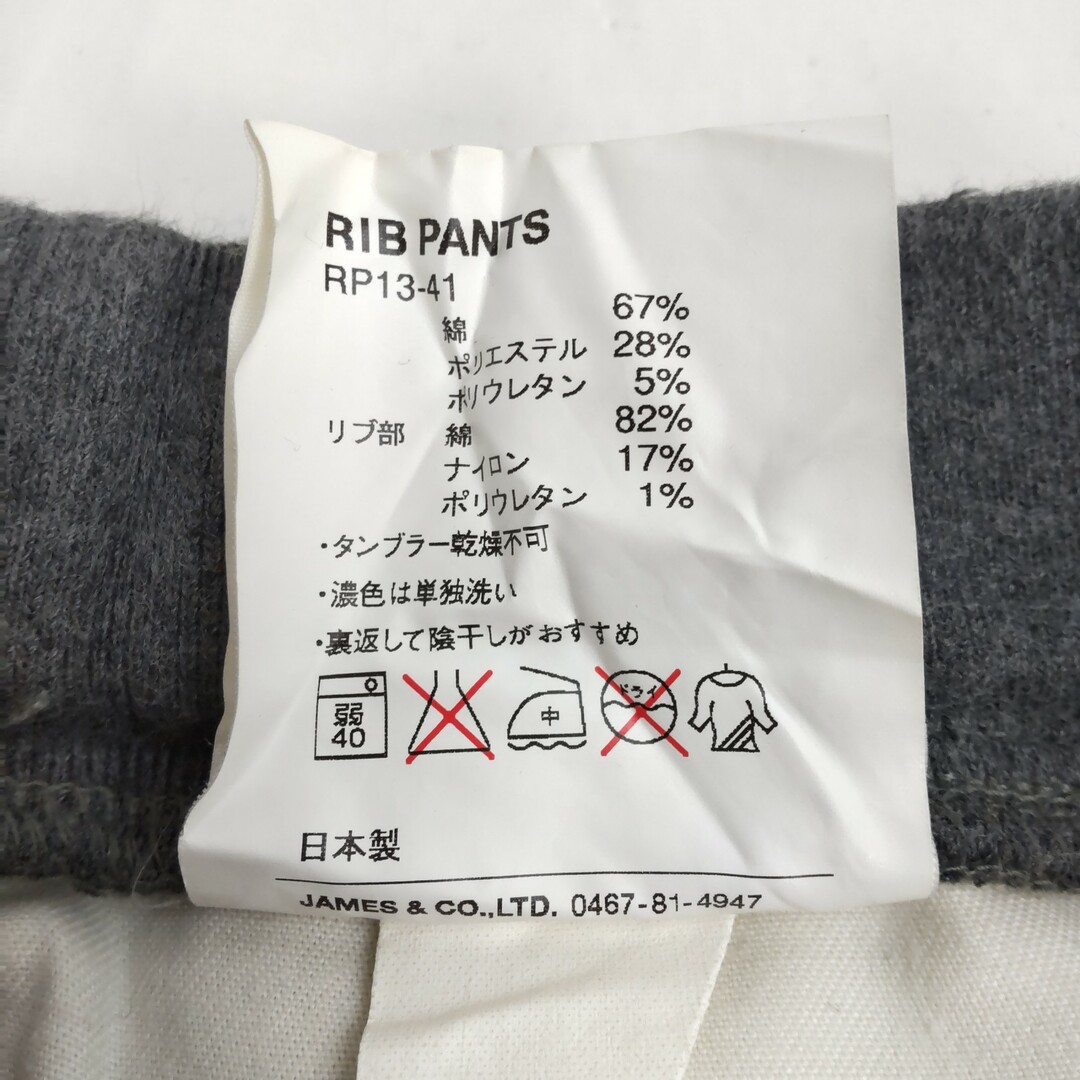 RIB PANTS
RP13-41
綿 67%
ポリエステル 28%
ポリウレタン 5%
リブ部 綿 82%
ナイロン 17%
ポリウレタン 1%
・タンブラー乾燥不可
・濃色は単独洗い
・裏返して陰干しがおすすめ
弱 40 中 ドライ
日本製
JAMES & CO.,LTD. 0467-81-4947